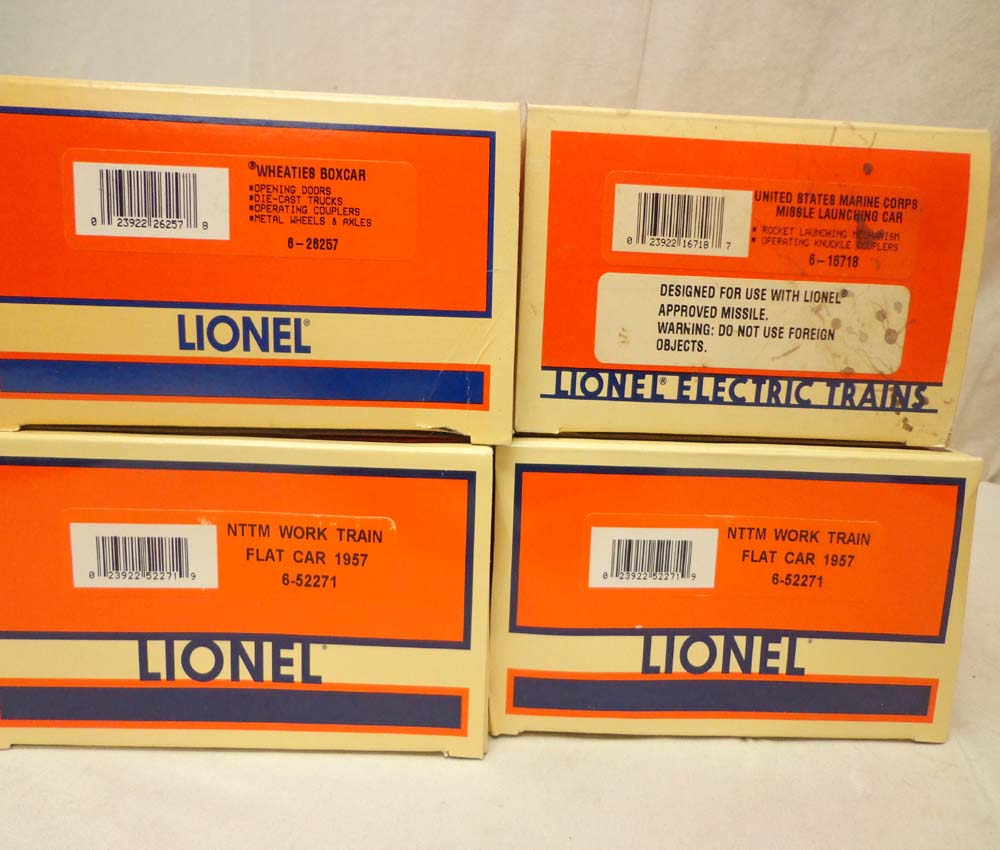 ®WHEATIES BOXCAR
*OPENING DOORS
*DIE-CAST TRUCKS
*OPERATING COUPLERS
*METAL WHEELS & AXLES
6-26257
0 23922 26257 8
LIONEL®
UNITED STATES MARINE CORPS
MISSLE LAUNCHING CAR
* ROCKET LAUNCHING MECHANISM
* OPERATING KNUCKLE COUPLERS
6-16718
0 23922 16718 7
DESIGNED FOR USE WITH LIONEL®
APPROVED MISSILE.
WARNING: DO NOT USE FOREIGN
OBJECTS.
LIONEL® ELECTRIC TRAINS
NTTM WORK TRAIN
FLAT CAR 1957
6-52271
0 23922 52271 9
LIONEL®
NTTM WORK TRAIN
FLAT CAR 1957
6-52271
0 23922 52271 9
LIONEL®